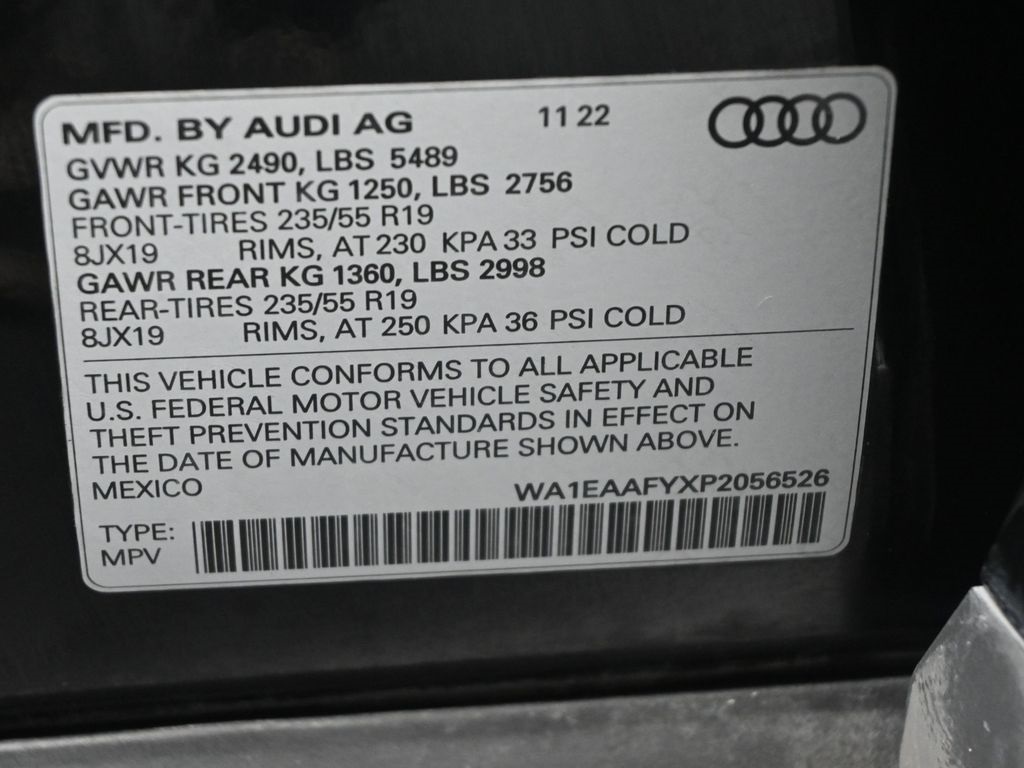 MFD. BY AUDI AG 11 22
GVWR KG 2490, LBS 5489
GAWR FRONT KG 1250, LBS 2756
FRONT-TIRES 235/55 R19
8JX19 RIMS, AT 230 KPA 33 PSI COLD
GAWR REAR KG 1360, LBS 2998
REAR-TIRES 235/55 R19
8JX19 RIMS, AT 250 KPA 36 PSI COLD
THIS VEHICLE CONFORMS TO ALL APPLICABLE
U.S. FEDERAL MOTOR VEHICLE SAFETY AND
THEFT PREVENTION STANDARDS IN EFFECT ON
THE DATE OF MANUFACTURE SHOWN ABOVE.
MEXICO WA1EAAFYXP2056526
TYPE:
MPV